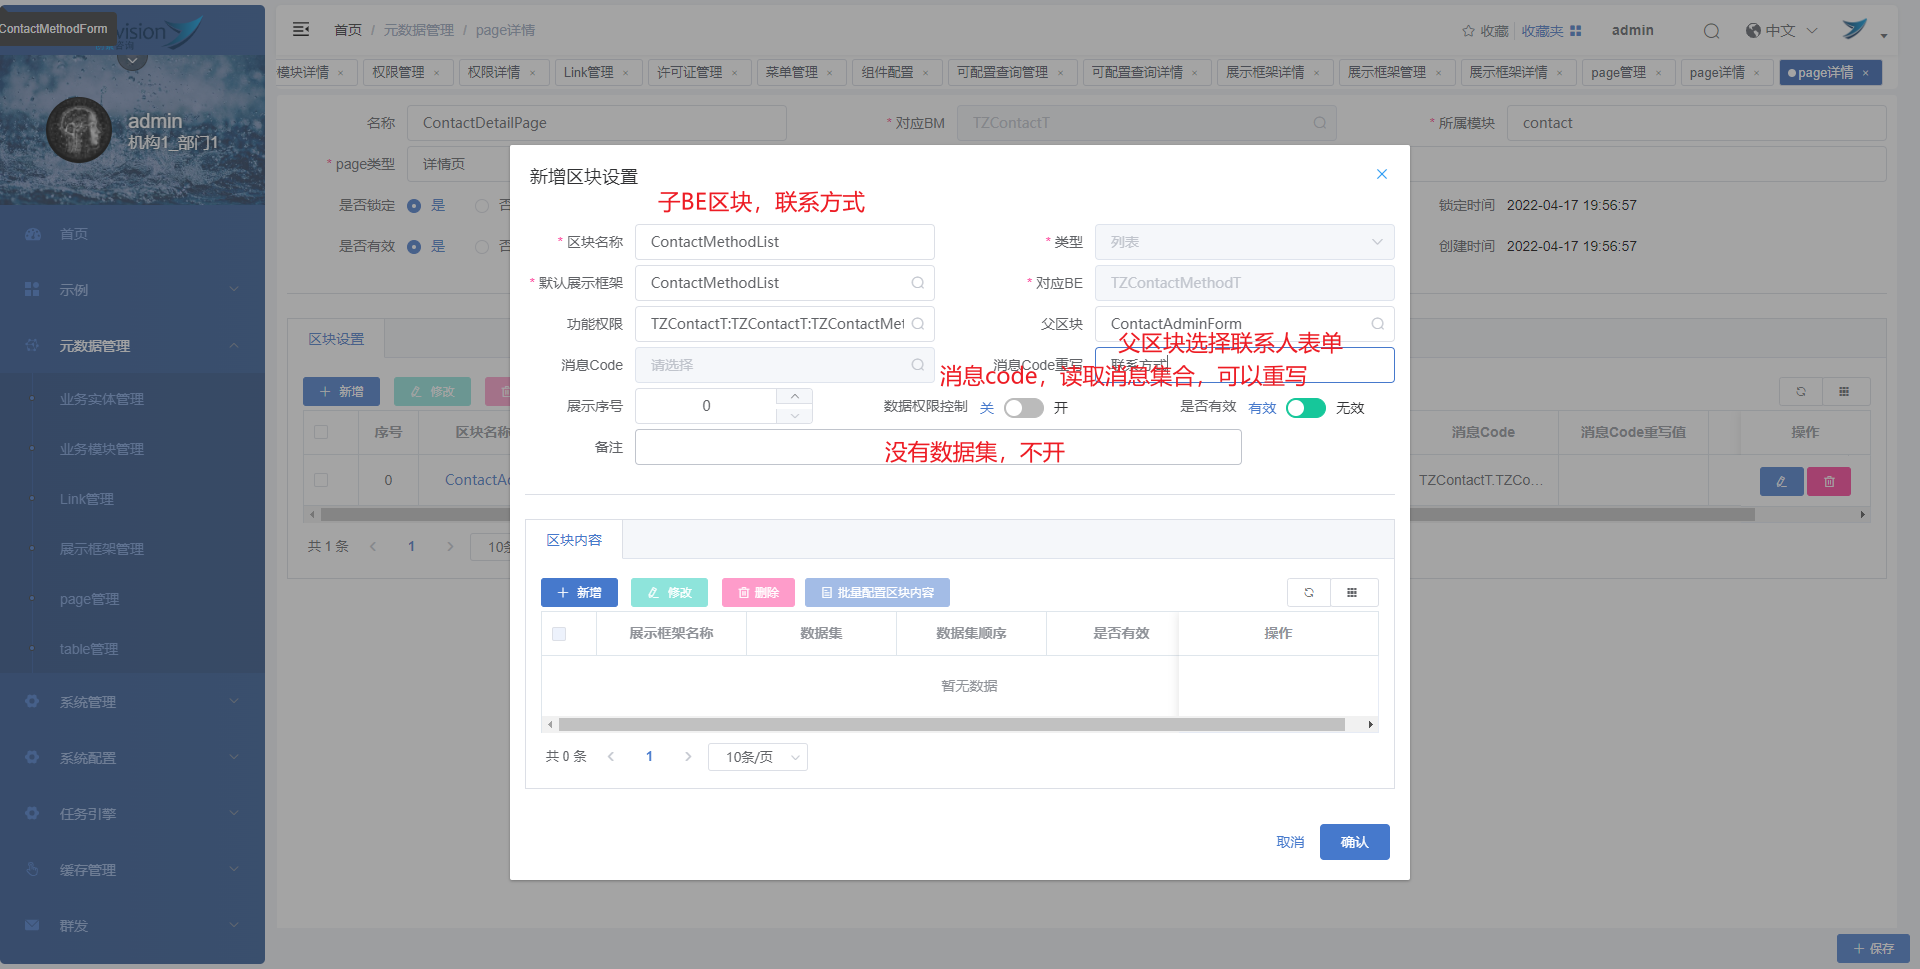 ContactMethodForm
vision
咨询
首页 / 元数据管理 / page详情
收藏
收藏夹
admin
中文
模块详情 ×
权限管理 ×
权限详情 ×
Link管理 ×
许可证管理 ×
菜单管理 ×
组件配置 ×
可配置查询管理 ×
可配置查询详情 ×
展示框架详情 ×
展示框架管理 ×
展示框架详情 ×
page管理 ×
page详情 ×
page详情 ×
admin
机构1_部门1
首页
示例
元数据管理
业务实体管理
业务模块管理
Link管理
展示框架管理
page管理
table管理
系统管理
系统配置
任务引擎
缓存管理
群发
名称 ContactDetailPage
* 对应BM TZContactT
* 所属模块 contact
* page类型 详情页
是否锁定 是 否
锁定时间 2022-04-17 19:56:57
是否有效 是 否
创建时间 2022-04-17 19:56:57
区块设置
新增
修改
序号
区块名称
消息Code
消息Code重写值
操作
0
ContactAd
TZContactT.TZCo...
共 1 条
1
10条
新增区块设置
子BE区块，联系方式
* 区块名称 ContactMethodList
* 类型 列表
* 默认展示框架 ContactMethodList
* 对应BE TZContactMethodT
功能权限 TZContactT:TZContactT:TZContactMet
父区块 ContactAdminForm
父区块选择联系人表单
消息Code 请选择
消息Code重写 联系方式
消息code，读取消息集合，可以重写
展示序号 0
数据权限控制 关 开
是否有效 有效 无效
备注
没有数据集，不开
区块内容
新增
修改
删除
批量配置区块内容
展示框架名称
数据集
数据集顺序
是否有效
操作
暂无数据
共 0 条
1
10条/页
取消
确认
保存